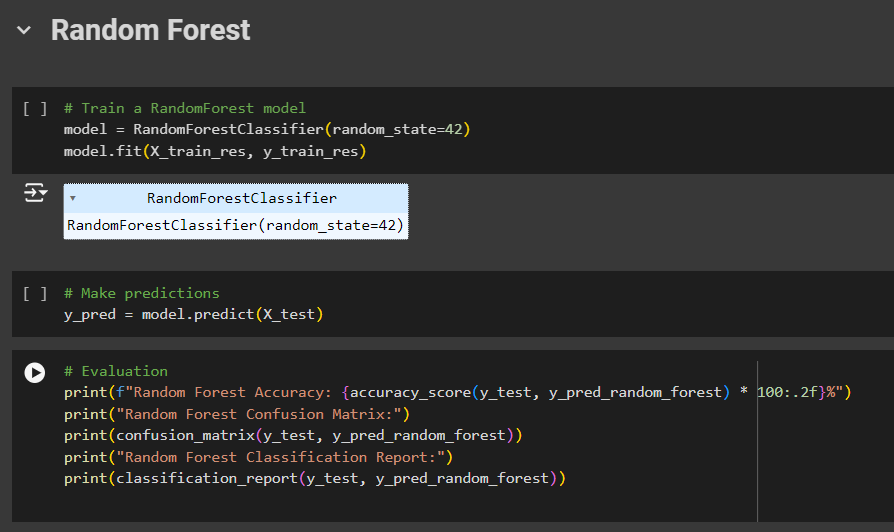 Random Forest
[ ] # Train a RandomForest model
model = RandomForestClassifier(random_state=42)
model.fit(X_train_res, y_train_res)
RandomForestClassifier
RandomForestClassifier(random_state=42)
[ ] # Make predictions
y_pred = model.predict(X_test)
# Evaluation
print(f"Random Forest Accuracy: {accuracy_score(y_test, y_pred_random_forest) * 100:.2f}%")
print("Random Forest Confusion Matrix:")
print(confusion_matrix(y_test, y_pred_random_forest))
print("Random Forest Classification Report:")
print(classification_report(y_test, y_pred_random_forest))